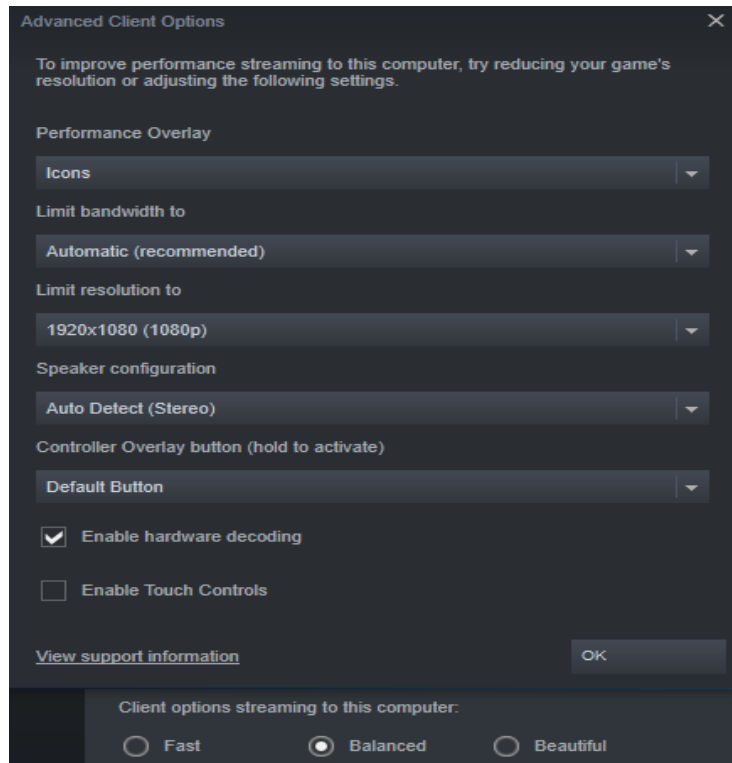 Advanced Client Options
To improve performance streaming to this computer, try reducing your game's
resolution or adjusting the following settings.
Performance Overlay
Icons
Limit bandwidth to
Automatic (recommended)
Limit resolution to
1920x1080 (1080p)
Speaker configuration
Auto Detect (Stereo)
Controller Overlay button (hold to activate)
Default Button
Enable hardware decoding
Enable Touch Controls
View support information
OK
Client options streaming to this computer:
Fast Balanced Beautiful